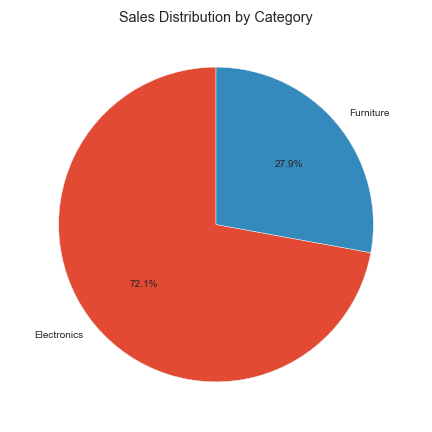 Sales Distribution by Category
Furniture
27.9%
72.1%
Electronics